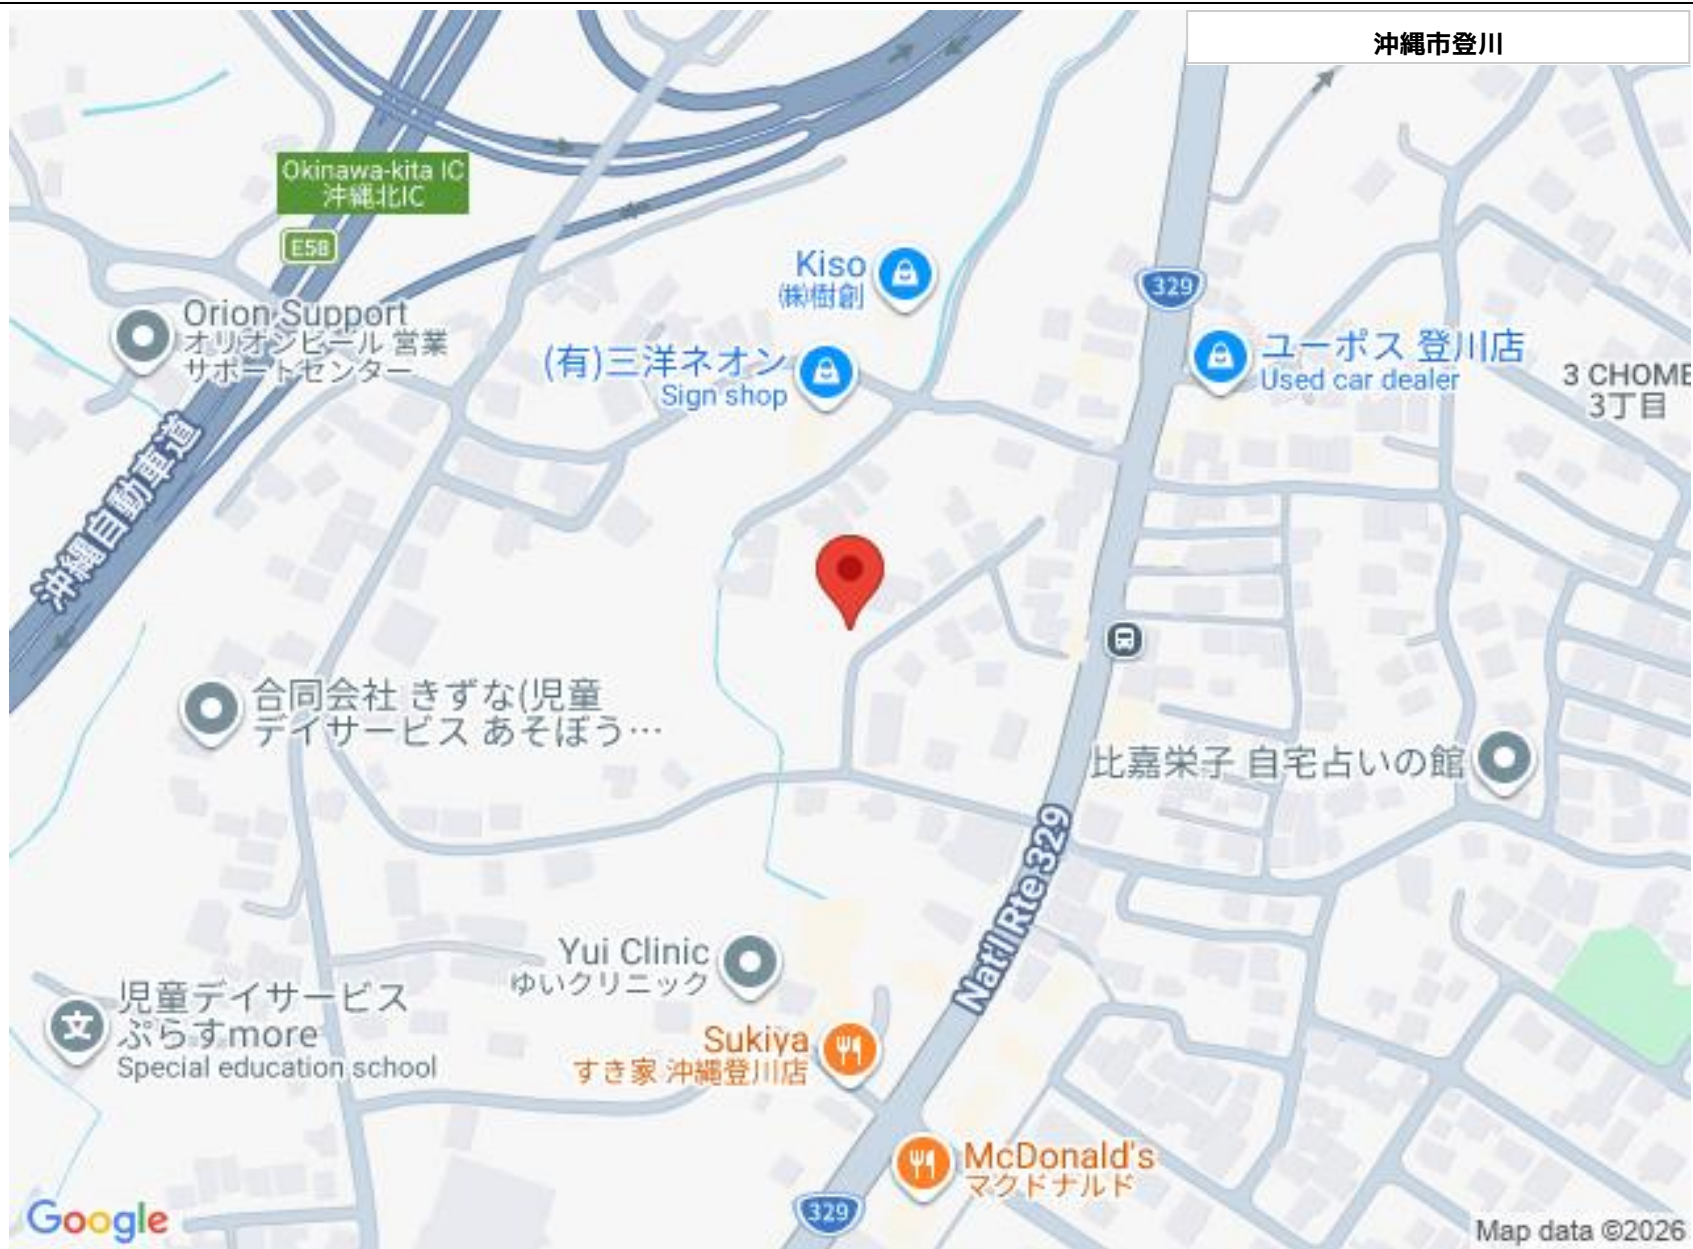 沖縄市登川
Okinawa-kita IC
沖縄北IC
E58
Kiso
㈱樹創
329
Orion Support
オリオンビール 営業
サポートセンター
(有)三洋ネオン
Sign shop
ユーポス 登川店
Used car dealer
3 CHOME
3丁目
沖縄自動車道
合同会社 きずな(児童
デイサービス あそぼう…
比嘉栄子 自宅占いの館
Nat'l Rte 329
Yui Clinic
ゆいクリニック
児童デイサービス
ぷらすmore
Special education school
Sukiya
すき家 沖縄登川店
McDonald's
マクドナルド
329
Google
Map data ©2026